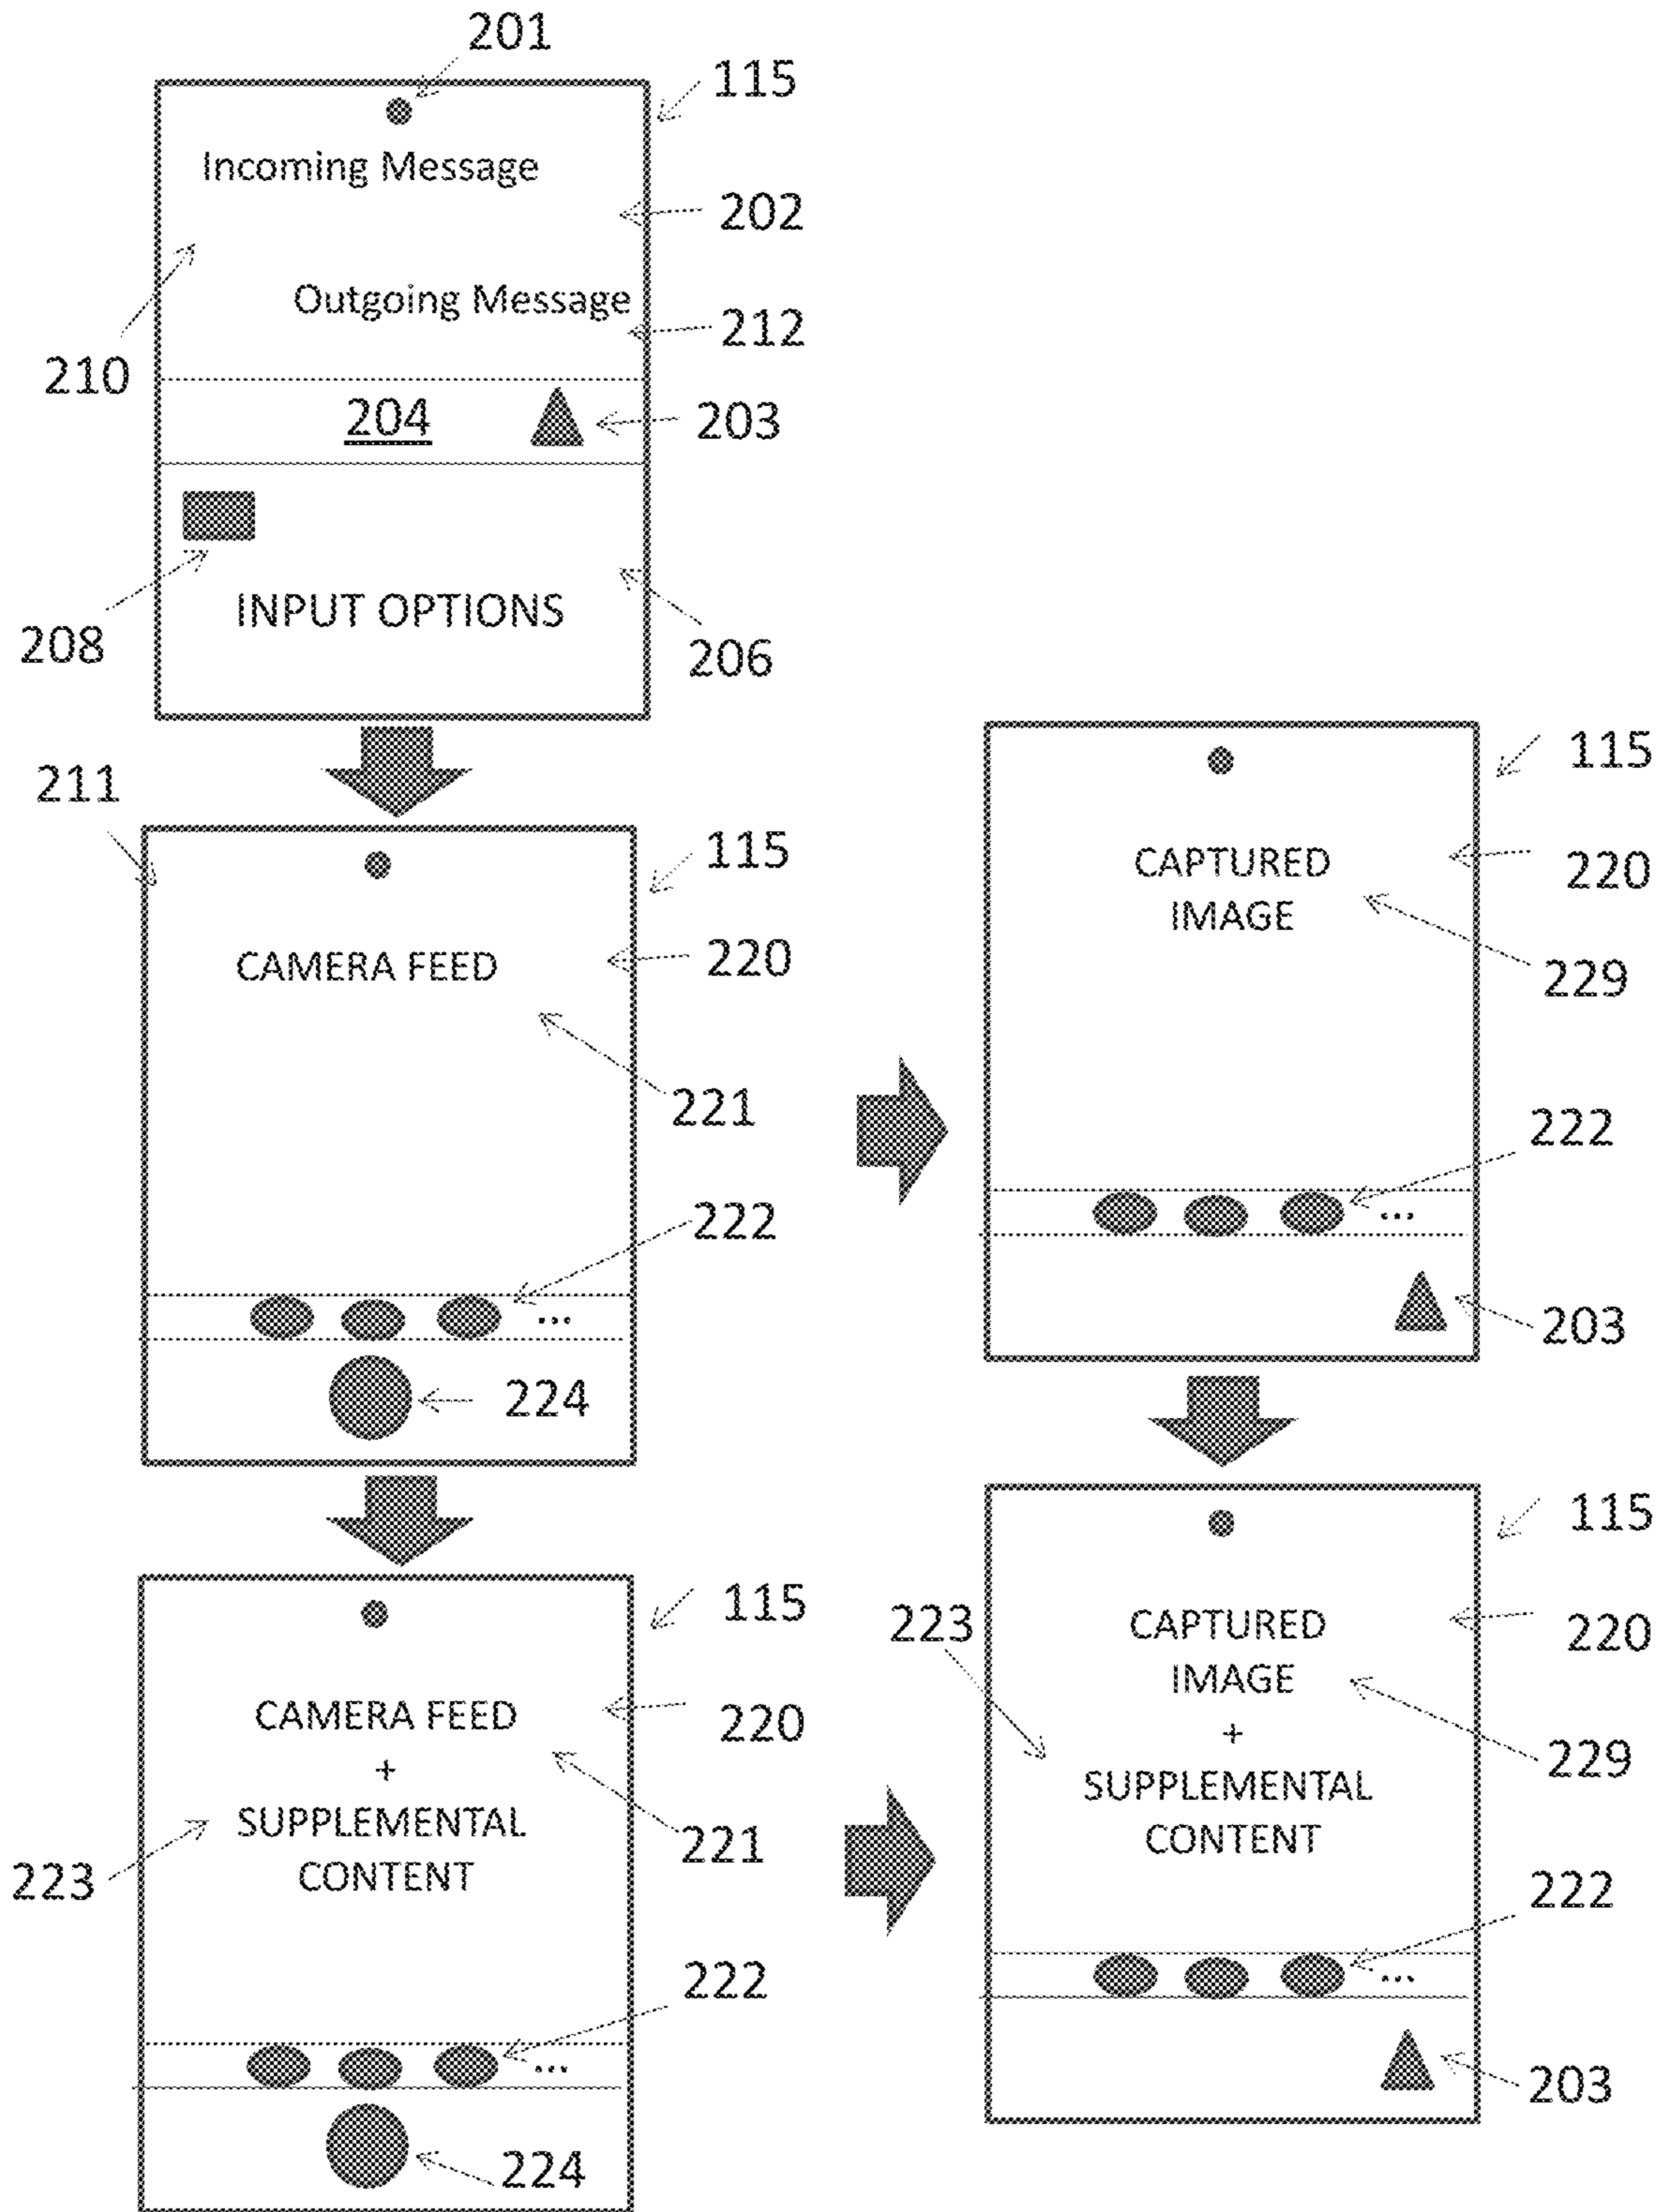 201
115
Incoming Message
202
Outgoing Message
212
210
204
203
208
INPUT OPTIONS
206
211
115
CAMERA FEED
220
221
222
...
224
115
CAPTURED
IMAGE
220
229
222
...
203
115
CAMERA FEED
+
SUPPLEMENTAL
CONTENT
220
221
223
222
...
224
115
223
CAPTURED
IMAGE
+
SUPPLEMENTAL
CONTENT
220
229
222
...
203